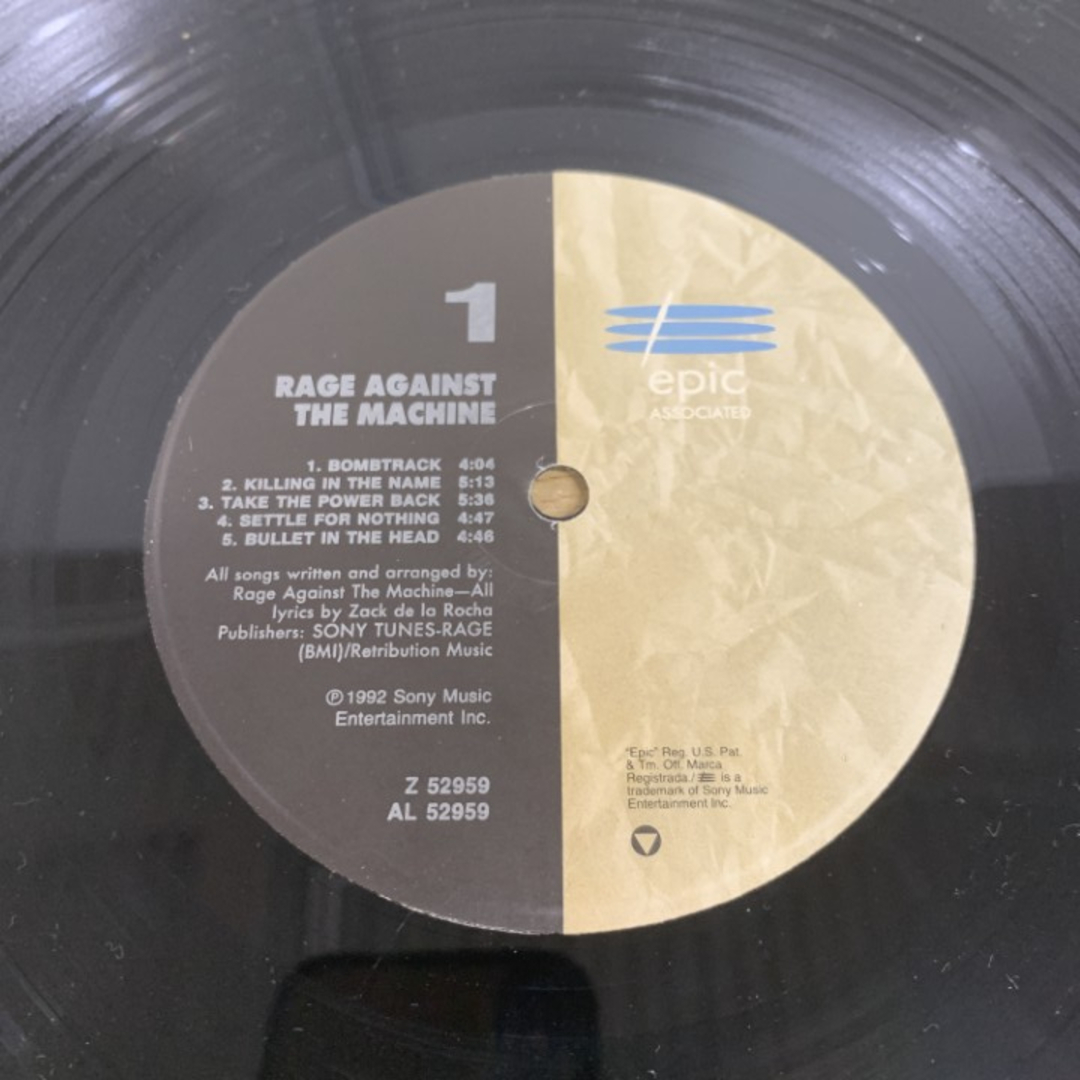 1
RAGE AGAINST
THE MACHINE
1. BOMBTRACK 4:04
2. KILLING IN THE NAME 5:13
3. TAKE THE POWER BACK 5:36
4. SETTLE FOR NOTHING 4:47
5. BULLET IN THE HEAD 4:46
All songs written and arranged by:
Rage Against The Machine—All
lyrics by Zack de la Rocha
Publishers: SONY TUNES-RAGE
(BMI)/Retribution Music
℗ 1992 Sony Music
Entertainment Inc.
Z 52959
AL 52959
epic
ASSOCIATED
"Epic" Reg. U.S. Pat.
& Tm. Off. Marca
Registrada./ is a
trademark of Sony Music
Entertainment Inc.